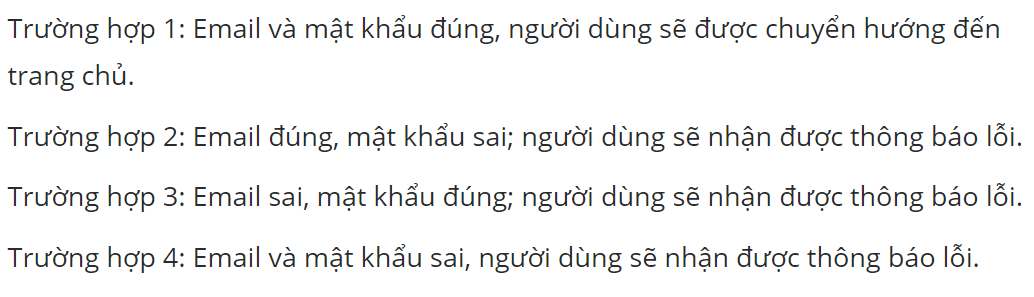 Trường hợp 1: Email và mật khẩu đúng, người dùng sẽ được chuyển hướng đến
trang chủ.
Trường hợp 2: Email đúng, mật khẩu sai; người dùng sẽ nhận được thông báo lỗi.
Trường hợp 3: Email sai, mật khẩu đúng; người dùng sẽ nhận được thông báo lỗi.
Trường hợp 4: Email và mật khẩu sai, người dùng sẽ nhận được thông báo lỗi.